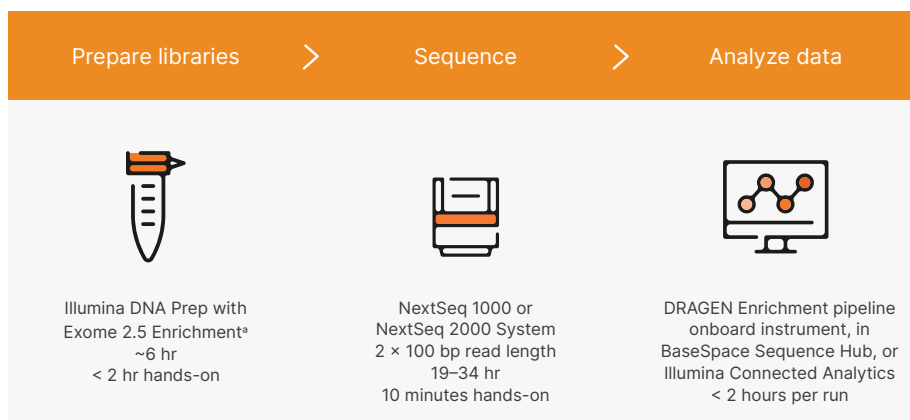 Prepare libraries
Sequence
Analyze data
Illumina DNA Prep with
Exome 2.5 Enrichmentᵃ
~6 hr
< 2 hr hands-on
NextSeq 1000 or
NextSeq 2000 System
2 × 100 bp read length
19–34 hr
10 minutes hands-on
DRAGEN Enrichment pipeline
onboard instrument, in
BaseSpace Sequence Hub, or
Illumina Connected Analytics
< 2 hours per run